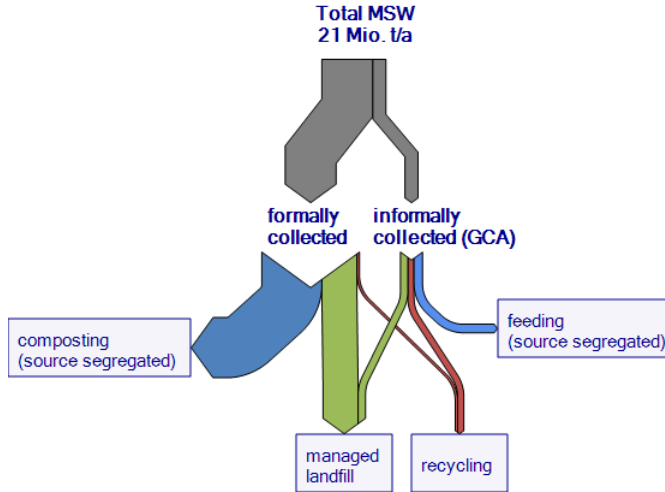 Total MSW
21 Mio. t/a
formally
collected
informally
collected (GCA)
composting
(source segregated)
feeding
(source segregated)
managed
landfill
recycling